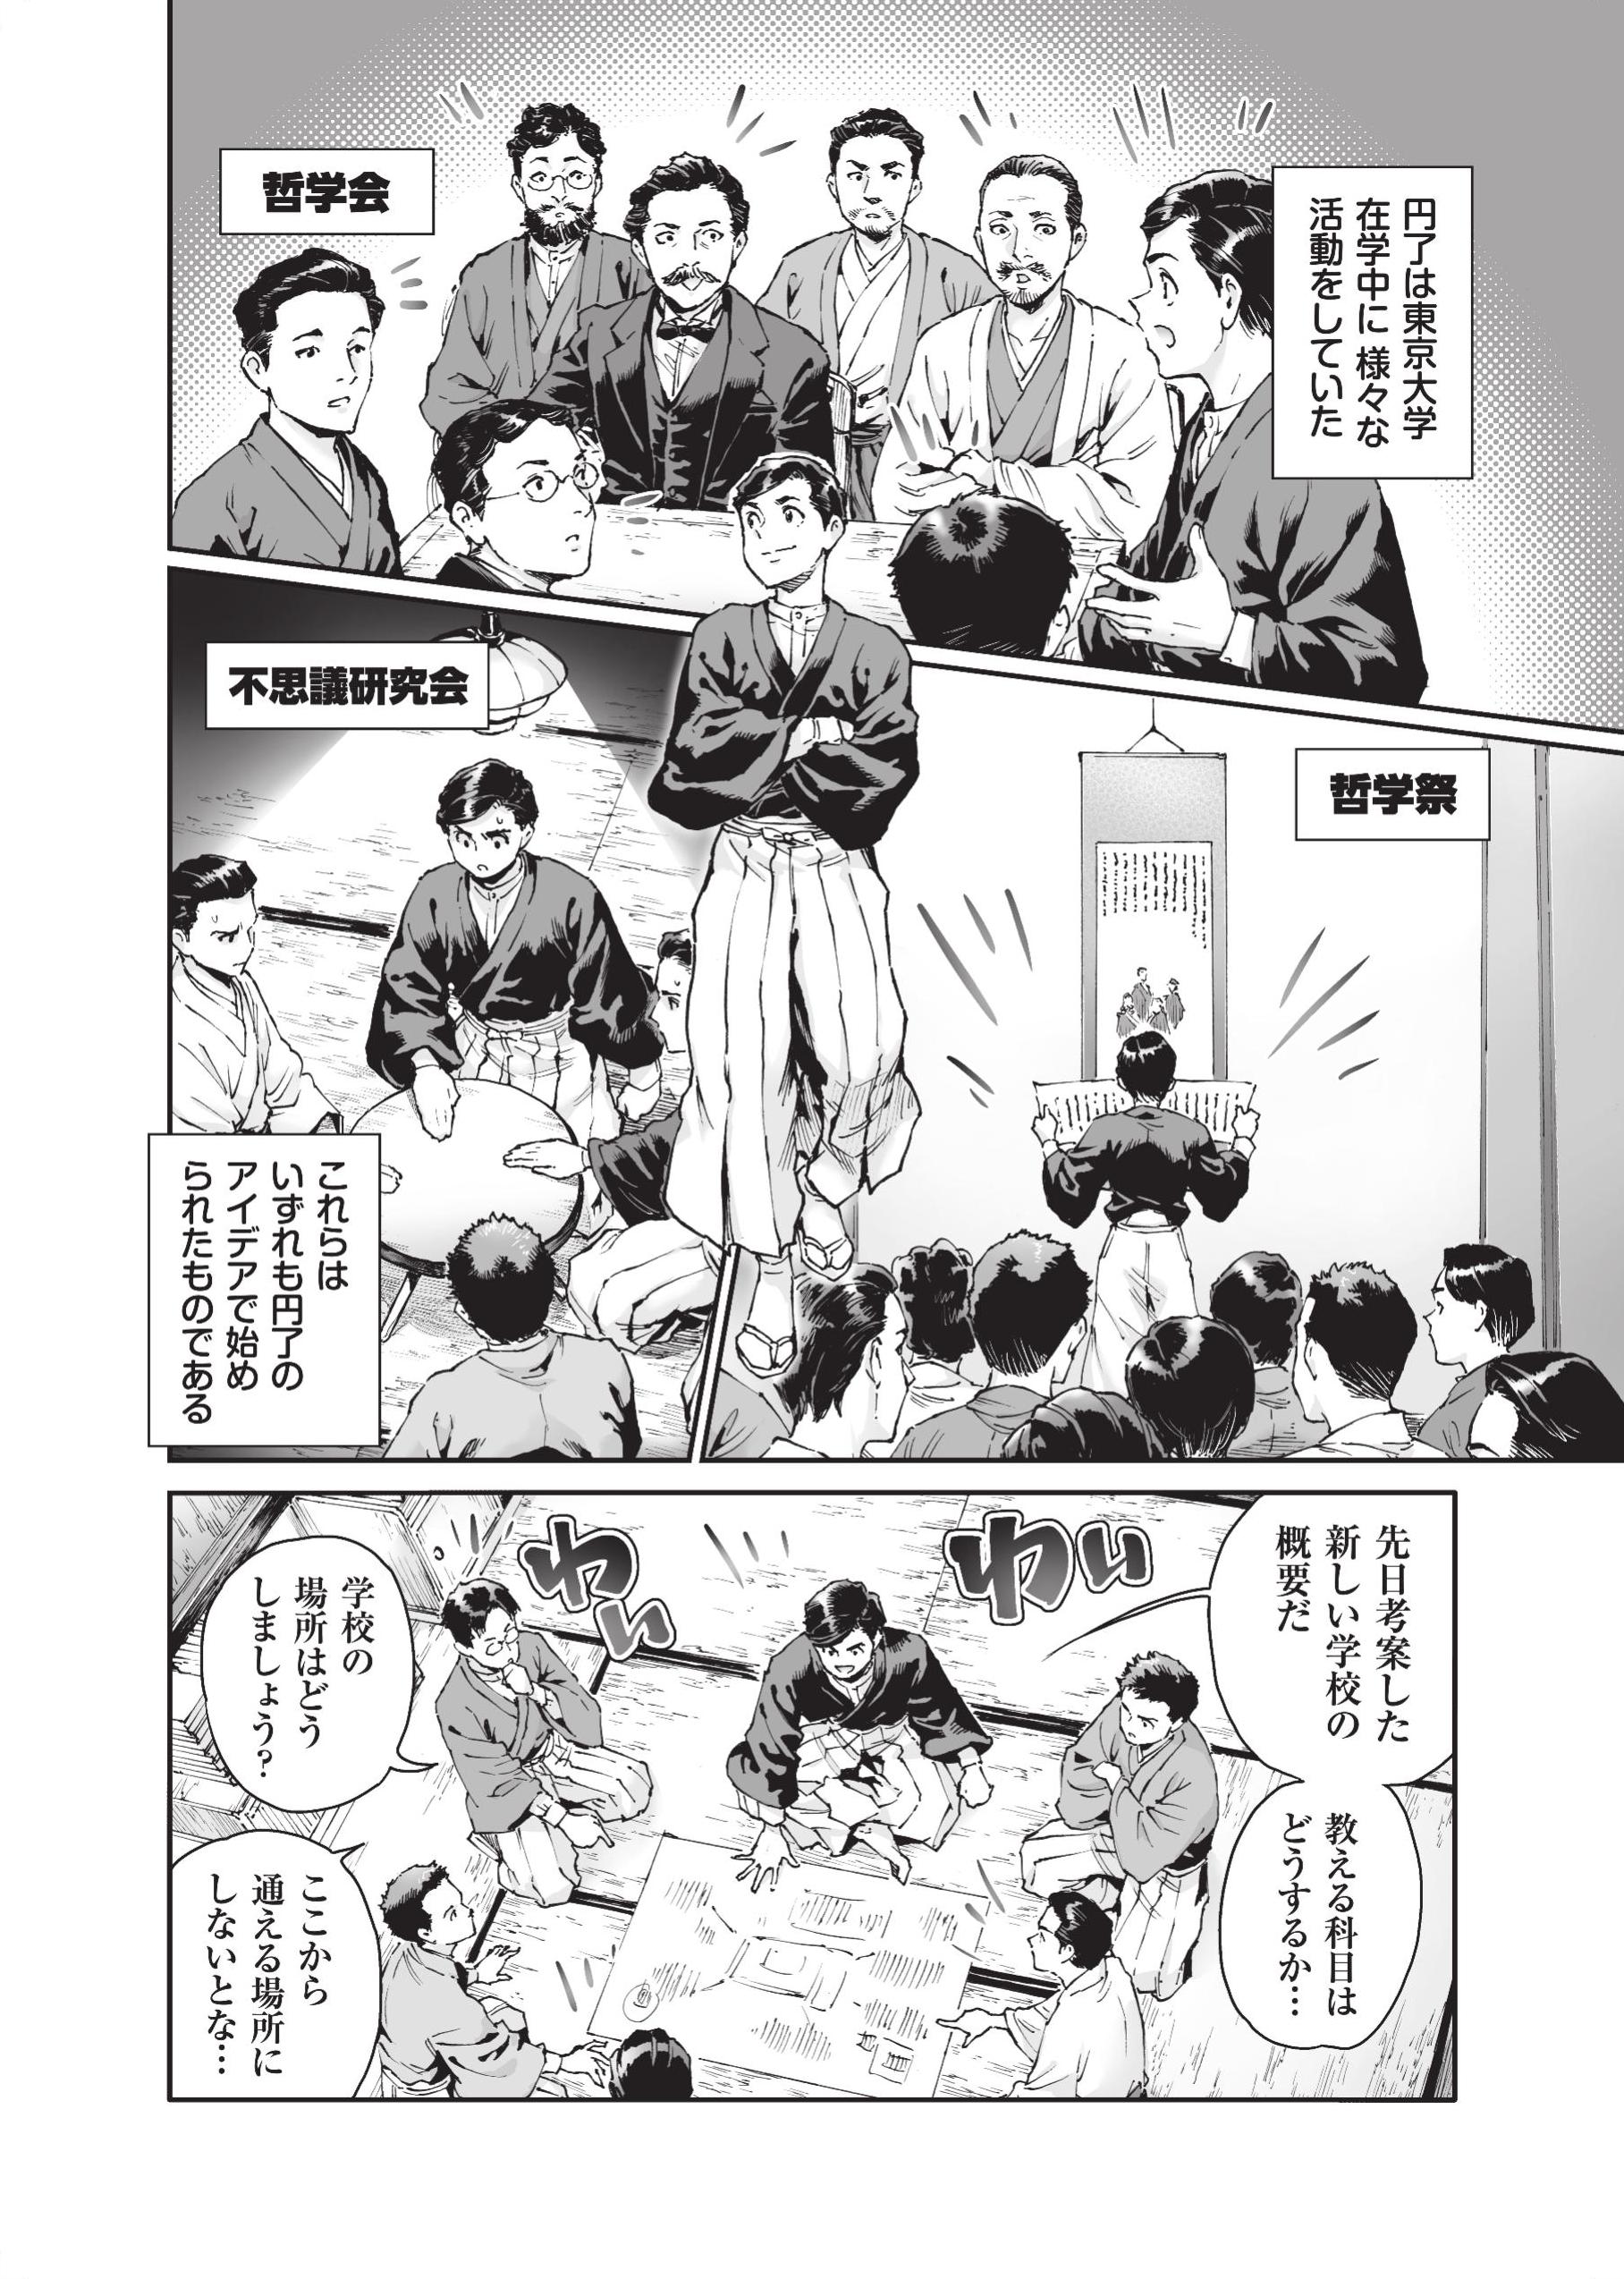 円了は東京大学
在学中に 様々な
活動をしていた
哲学会
哲学祭
不思議研究会
これらは
いずれも円了の
アイデアで始め
られたものである
先日考案した
新しい学校の
概要だ
教える科目は
どうするか…
わい
わい
学校の
場所はどう
しましょう?
ここから
通える場所に
しないとな…